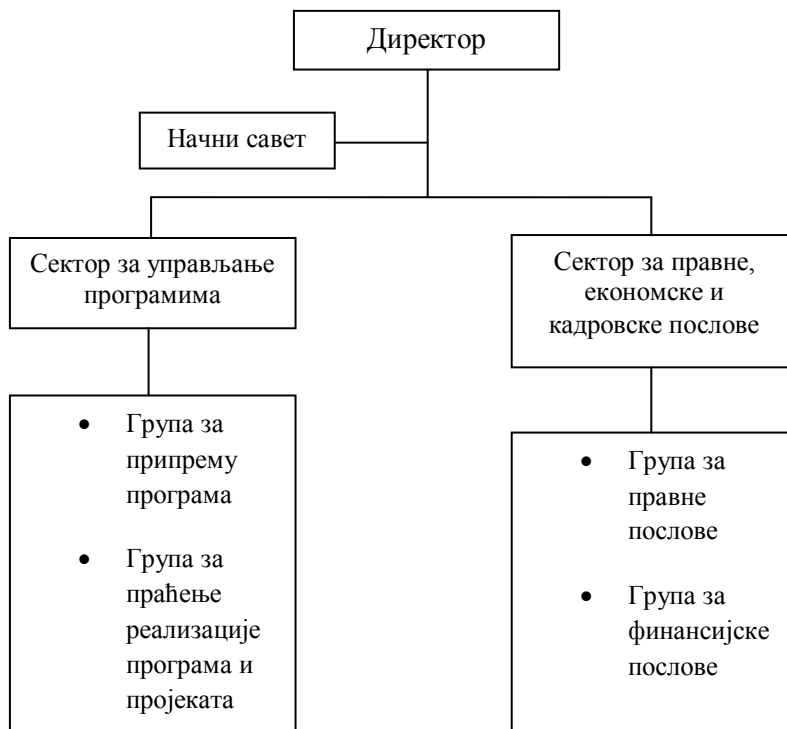 Директор
Начни савет
Сектор за управљање
програмима
Сектор за правне,
економске и
кадровске послове
• Група за
припрему
програма
• Група за
праћење
реализације
програма и
пројеката
• Група за
правне
послове
• Група за
финансијске
послове